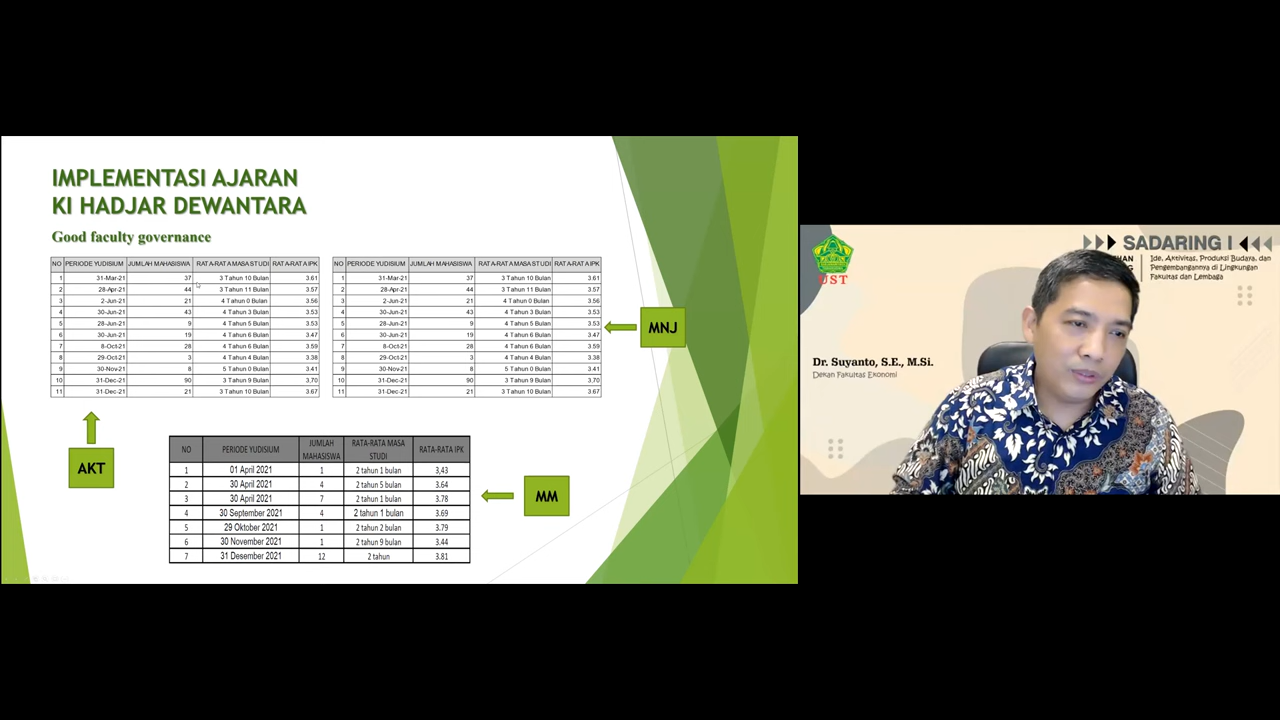 IMPLEMENTASI AJARAN
KI HADJAR DEWANTARA
Good faculty governance
NO PERIODE YUDISIUM JUMLAH MAHASISWA RATA-RATA MASA STUDI RATA-RATA IPK
1 31-Mar-21 37 3 Tahun 10 Bulan 3.61
2 28-Apr-21 44 3 Tahun 11 Bulan 3.57
3 2-Jun-21 21 4 Tahun 0 Bulan 3.56
4 30-Jun-21 43 4 Tahun 3 Bulan 3.53
5 28-Jun-21 9 4 Tahun 5 Bulan 3.53
6 30-Jun-21 19 4 Tahun 6 Bulan 3.47
7 8-Oct-21 28 4 Tahun 6 Bulan 3.59
8 29-Oct-21 3 4 Tahun 4 Bulan 3.38
9 30-Nov-21 8 5 Tahun 0 Bulan 3.41
10 31-Dec-21 90 3 Tahun 9 Bulan 3,70
11 31-Dec-21 21 3 Tahun 10 Bulan 3.67
NO PERIODE YUDISIUM JUMLAH MAHASISWA RATA-RATA MASA STUDI RATA-RATA IPK
1 31-Mar-21 37 3 Tahun 10 Bulan 3.61
2 28-Apr-21 44 3 Tahun 11 Bulan 3.57
3 2-Jun-21 21 4 Tahun 0 Bulan 3.56
4 30-Jun-21 43 4 Tahun 3 Bulan 3.53
5 28-Jun-21 9 4 Tahun 5 Bulan 3.53
6 30-Jun-21 19 4 Tahun 6 Bulan 3.47
7 8-Oct-21 28 4 Tahun 6 Bulan 3.59
8 29-Oct-21 3 4 Tahun 4 Bulan 3.38
9 30-Nov-21 8 5 Tahun 0 Bulan 3.41
10 31-Dec-21 90 3 Tahun 9 Bulan 3,70
11 31-Dec-21 21 3 Tahun 10 Bulan 3.67
MNJ
AKT
NO PERIODE YUDISIUM JUMLAH MAHASISWA RATA-RATA MASA STUDI RATA-RATA IPK
1 01 April 2021 1 2 tahun 1 bulan 3,43
2 30 April 2021 4 2 tahun 5 bulan 3.64
3 30 April 2021 7 2 tahun 1 bulan 3.78
4 30 September 2021 4 2 tahun 1 bulan 3.69
5 29 Oktober 2021 1 2 tahun 2 bulan 3.79
6 30 November 2021 1 2 tahun 9 bulan 3.44
7 31 Desember 2021 12 2 tahun 3.81
MM
UST
SADARING I
Ide, Aktivitas, Produksi Budaya, dan
Pengembangannya di Lingkungan
Fakultas dan Lembaga
Dr. Suyanto, S.E., M.Si.
Dekan Fakultas Ekonomi